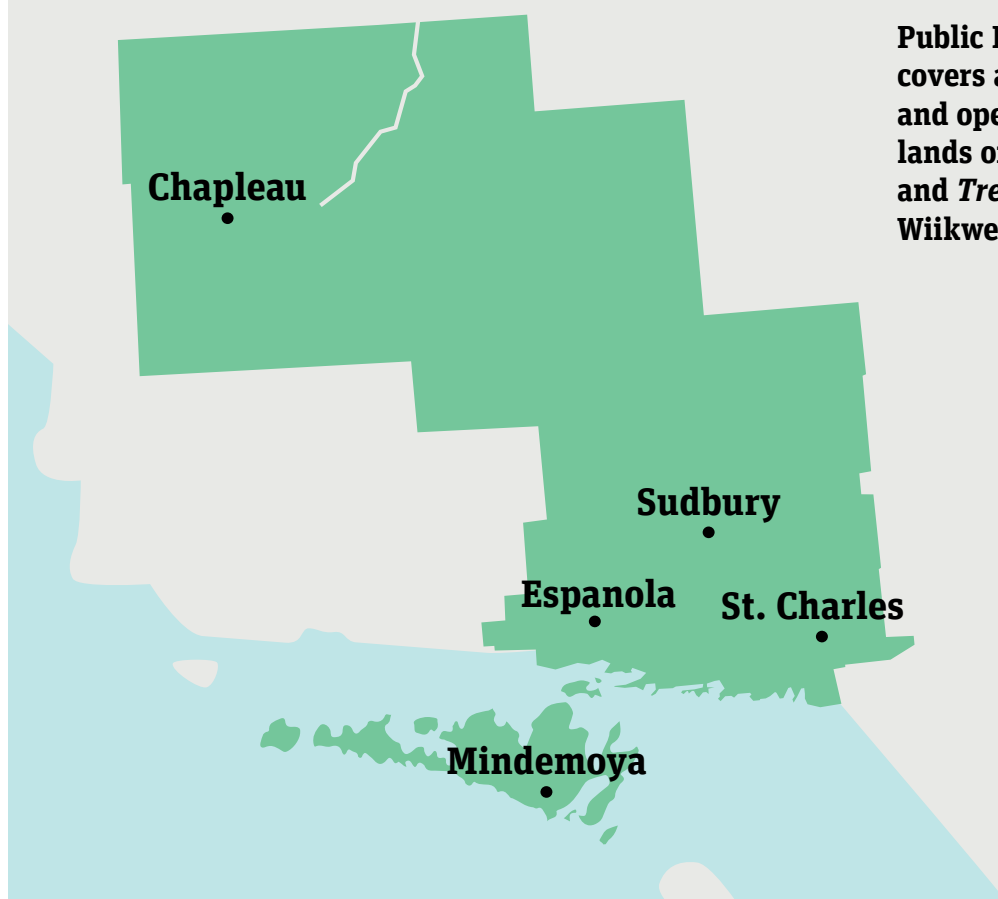 Public
covers
and
lands
and
Chapleau
Sudbury
Espanola
St. Charles
Mindemoya